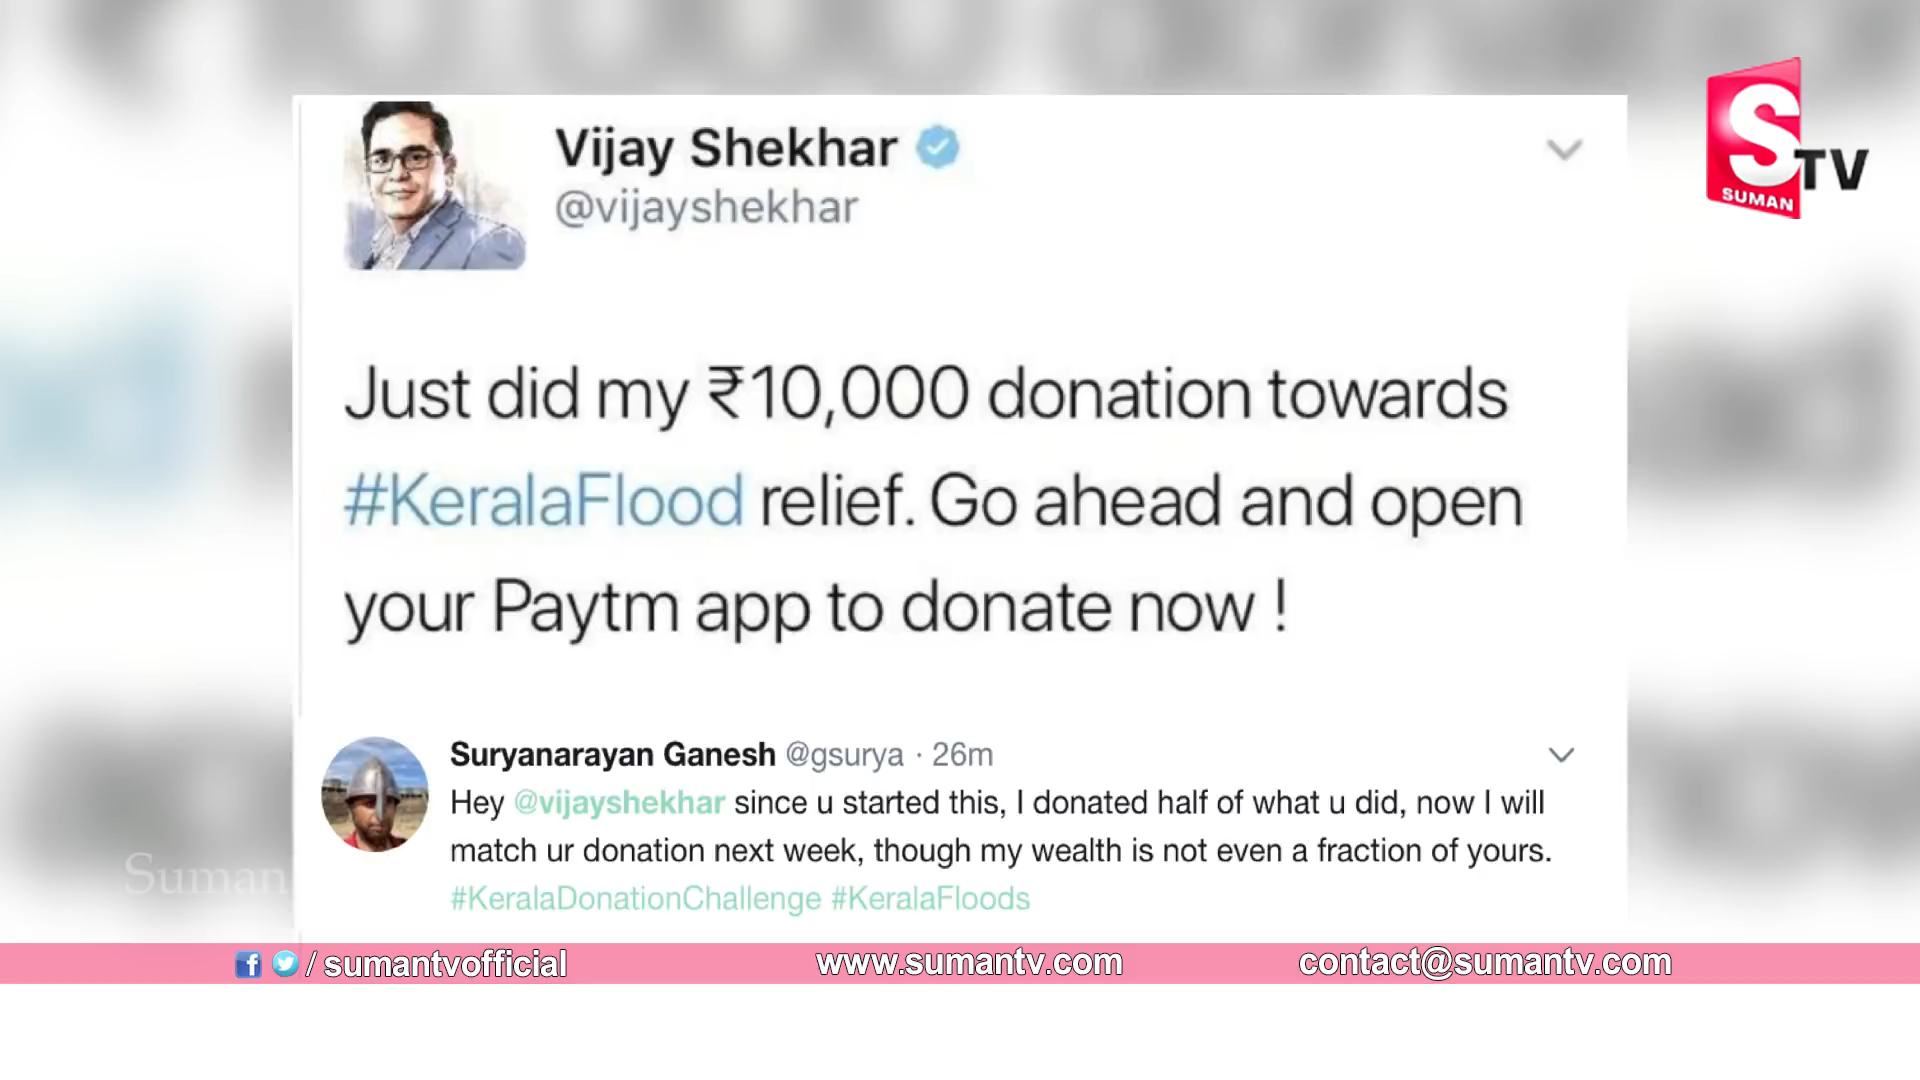 Vijay Shekhar
@vijayshekhar
Just did my ₹10,000 donation towards
#KeralaFlood relief. Go ahead and open
your Paytm app to donate now !
Suryanarayan Ganesh @gsurya · 26m
Hey @vijayshekhar since u started this, I donated half of what u did, now I will
match ur donation next week, though my wealth is not even a fraction of yours.
#KeralaDonationChallenge #KeralaFloods
S TV
SUMAN
Suman
/ sumantvofficial
www.sumantv.com
contact@sumantv.com